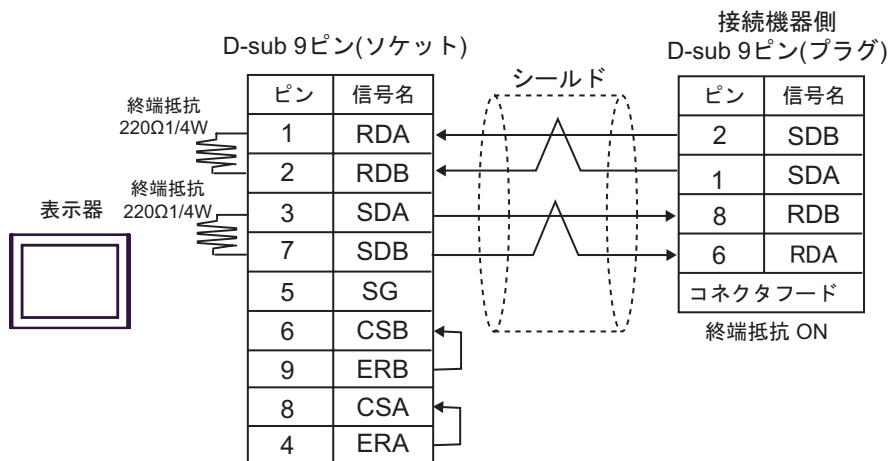 接続機器側
D-sub 9ピン(ソケット)
D-sub 9ピン(プラグ)
シールド
ピン 信号名
1 RDA
2 RDB
3 SDA
7 SDB
5 SG
6 CSB
9 ERB
8 CSA
4 ERA
終端抵抗
220Ω1/4W
終端抵抗
220Ω1/4W
表示器
ピン 信号名
2 SDB
1 SDA
8 RDB
6 RDA
コネクタフード
終端抵抗 ON